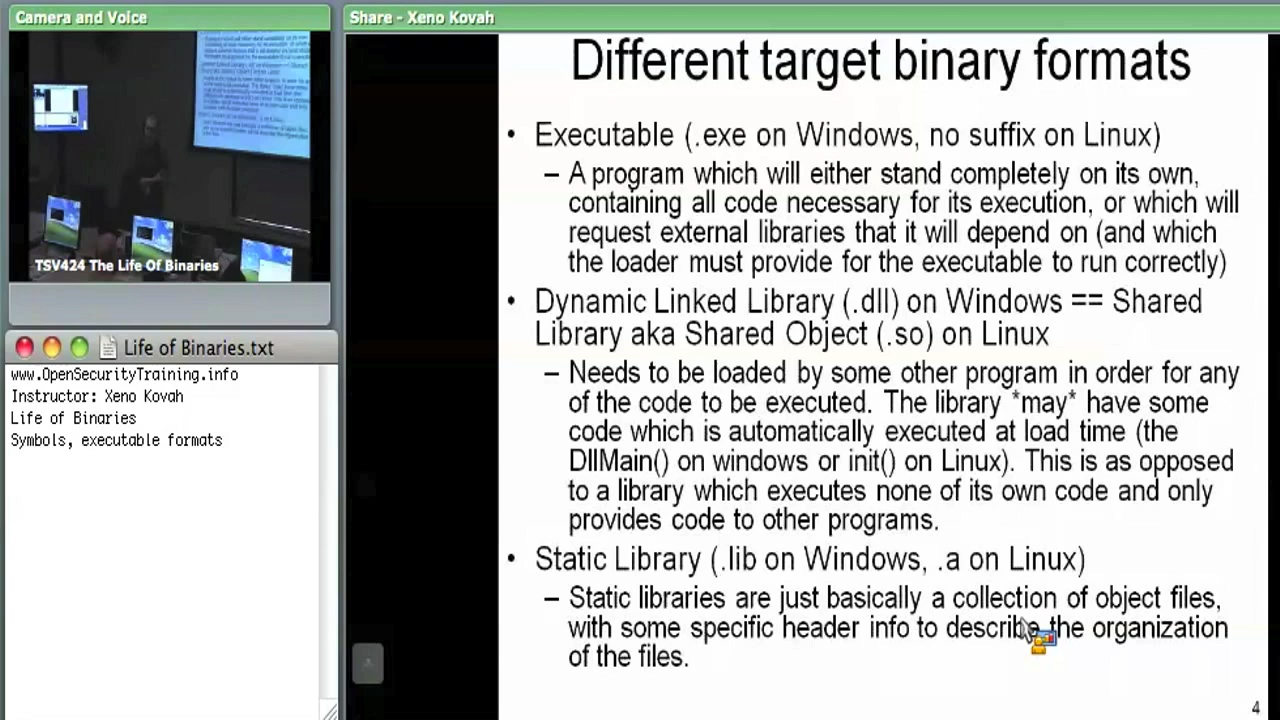 Camera and Voice
TSV424 The Life Of Binaries
Life of Binaries.txt
www.OpenSecurityTraining.info
Instructor: Xeno Kovah
Life of Binaries
Symbols, executable formats
Share - Xeno Kovah
Different target binary formats
• Executable (.exe on Windows, no suffix on Linux)
– A program which will either stand completely on its own,
containing all code necessary for its execution, or which will
request external libraries that it will depend on (and which
the loader must provide for the executable to run correctly)
• Dynamic Linked Library (.dll) on Windows == Shared
Library aka Shared Object (.so) on Linux
– Needs to be loaded by some other program in order for any
of the code to be executed. The library *may* have some
code which is automatically executed at load time (the
DllMain() on windows or init() on Linux). This is as opposed
to a library which executes none of its own code and only
provides code to other programs.
• Static Library (.lib on Windows, .a on Linux)
– Static libraries are just basically a collection of object files,
with some specific header info to describe the organization
of the files.
4